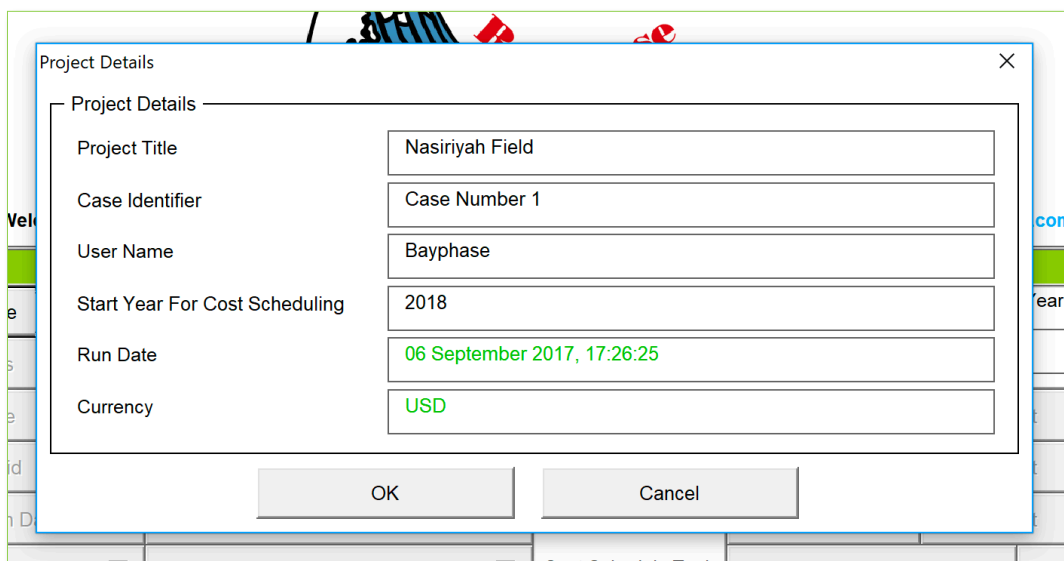 Project Details
Project Details
Project Title
Nasiriyah Field
Case Identifier
Case Number 1
User Name
Bayphase
Start Year For Cost Scheduling
2018
Run Date
06 September 2017, 17:26:25
Currency
USD
OK
Cancel